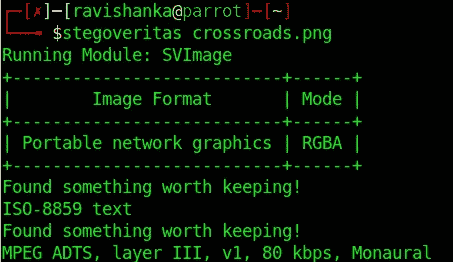 ┌─[✗]─[ravishanka@parrot]─[~]
└──╼ $stegoveritas crossroads.png
Running Module: SVImage
+---------------------------+------+
|        Image Format       | Mode |
+---------------------------+------+
| Portable network graphics | RGBA |
+---------------------------+------+
Found something worth keeping!
ISO-8859 text
Found something worth keeping!
MPEG ADTS, layer III, v1, 80 kbps, Monaural